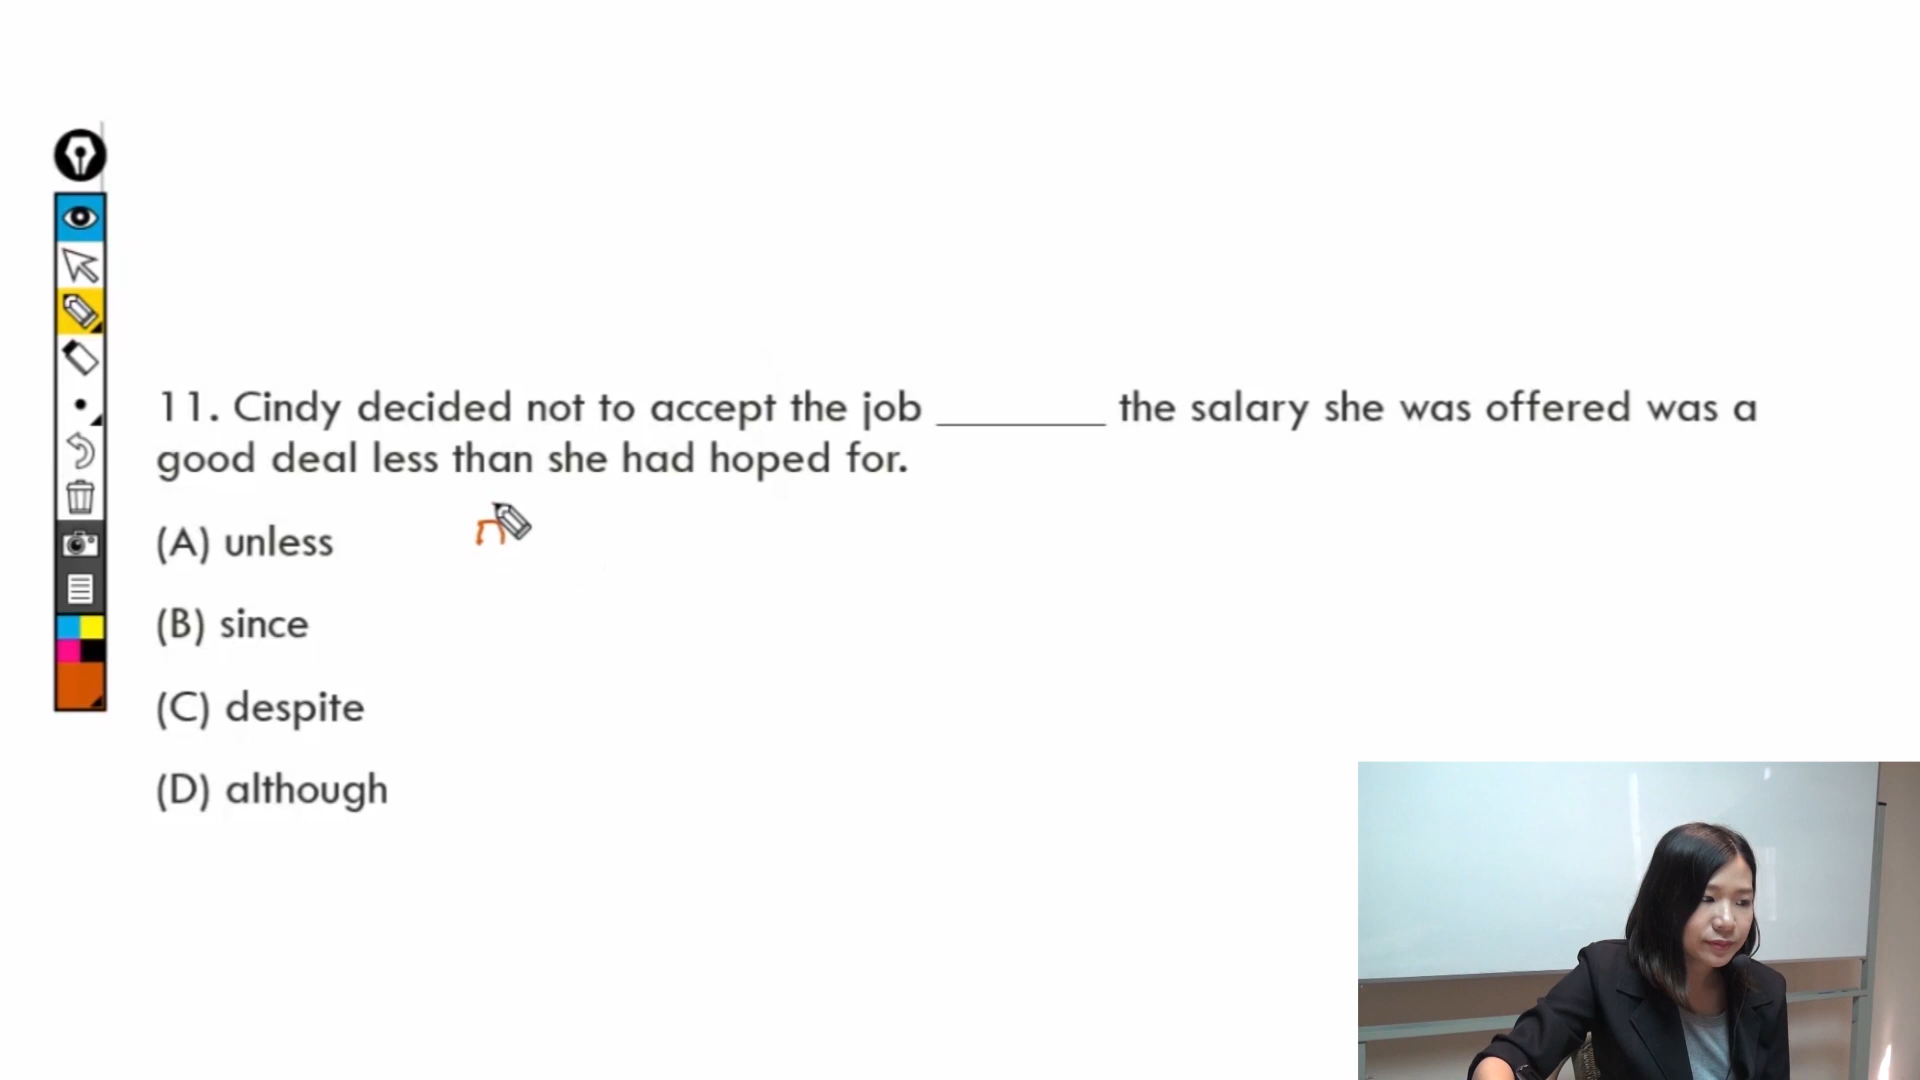 11. Cindy decided not to accept the job ________ the salary she was offered was a
good deal less than she had hoped for.
(A) unless
(B) since
(C) despite
(D) although